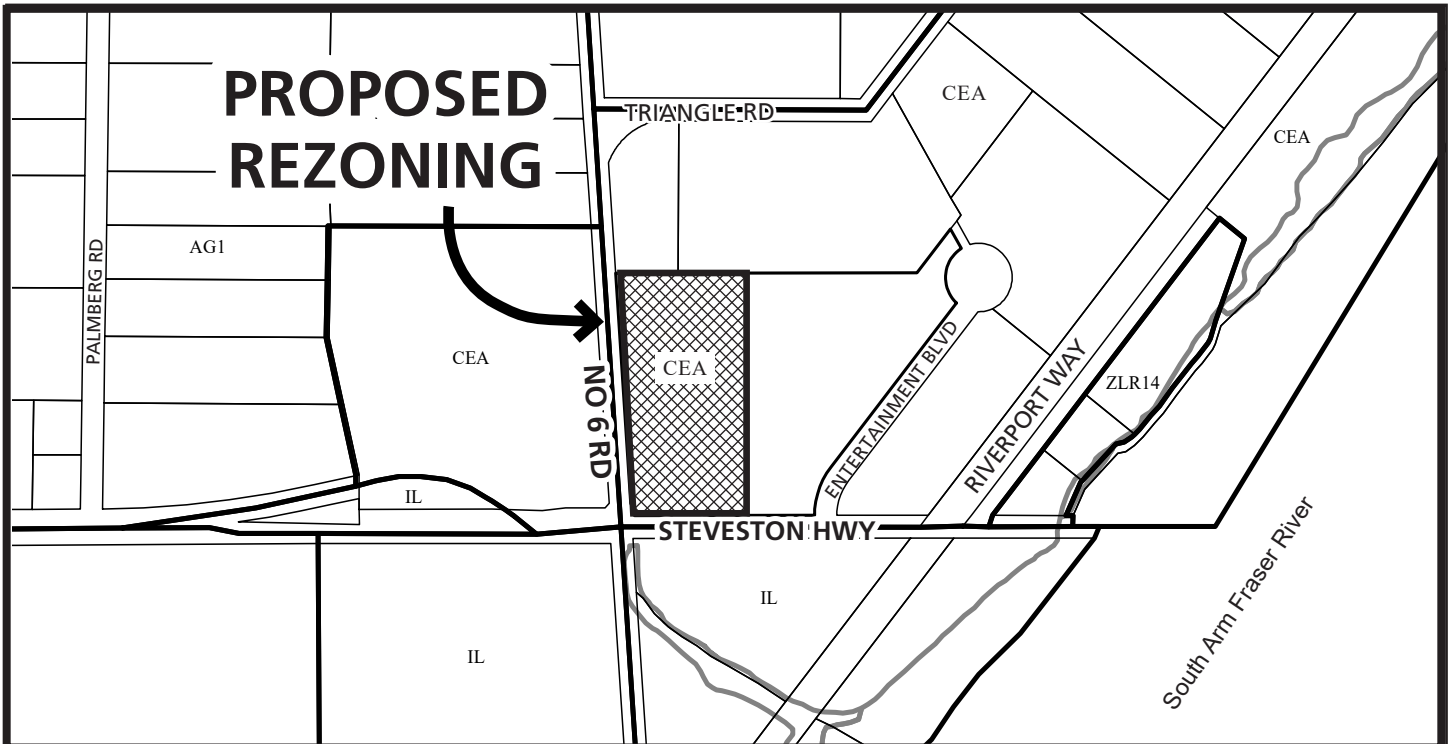 PROPOSED
REZONING
TRIANGLE RD
CEA
CEA
AG1
PALMBERG RD
CEA
NO 6 RD
CEA
ENTERTAINMENT BLVD
RIVERPORT WAY
ZLR14
IL
STEVESTON HWY
IL
IL
South Arm Fraser River